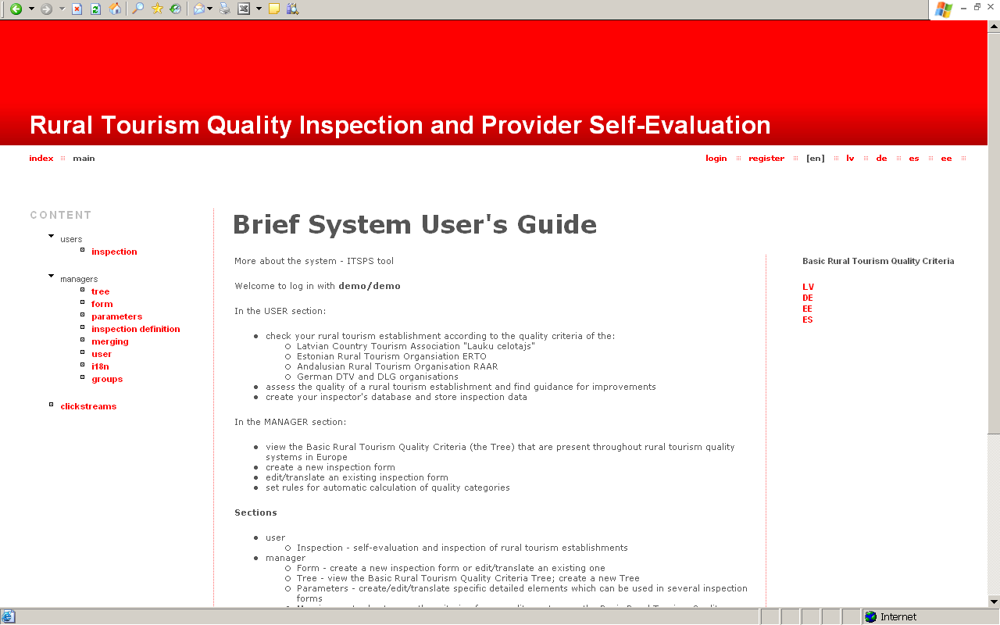 Rural Tourism Quality Inspection and Provider Self-Evaluation
index main login register [en] lv de es ee
CONTENT
users
inspection
managers
tree
form
parameters
inspection definition
merging
user
i18n
groups
clickstreams
Brief System User's Guide
More about the system - ITSPS tool
Welcome to log in with demo/demo
In the USER section:
check your rural tourism establishment according to the quality criteria of the:
Latvian Country Tourism Association "Lauku celotajs"
Estonian Rural Tourism Organsiation ERTO
Andalusian Rural Tourism Organisation RAAR
German DTV and DLG organisations
assess the quality of a rural tourism establishment and find guidance for improvements
create your inspector's database and store inspection data
In the MANAGER section:
view the Basic Rural Tourism Quality Criteria (the Tree) that are present throughout rural tourism quality
systems in Europe
create a new inspection form
edit/translate an existing inspection form
set rules for automatic calculation of quality categories
Sections
user
Inspection - self-evaluation and inspection of rural tourism establishments
manager
Form - create a new inspection form or edit/translate an existing one
Tree - view the Basic Rural Tourism Quality Criteria Tree; create a new Tree
Parameters - create/edit/translate specific detailed elements which can be used in several inspection
forms
Basic Rural Tourism Quality Criteria
LV
DE
EE
ES
Internet